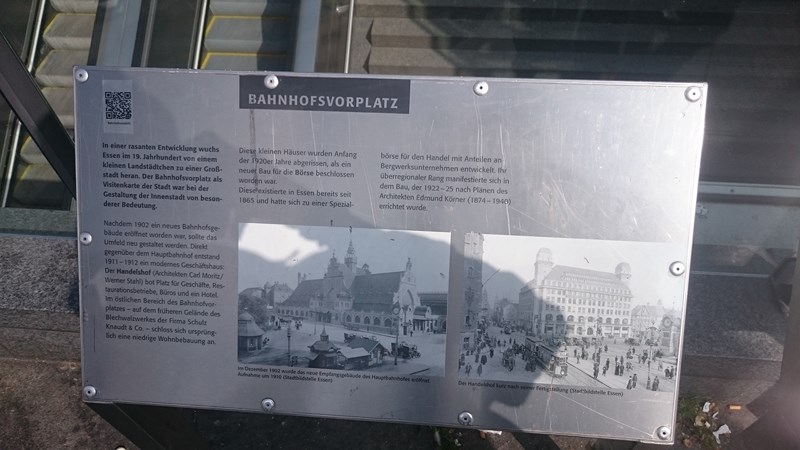 BAHNHOFSVORPLATZ
In einer rasanten Entwicklung wuchs
Essen im 19. Jahrhundert von einem
kleinen Landstädtchen zu einer Groß-
stadt heran. Der Bahnhofsvorplatz als
Visitenkarte der Stadt war bei der
Gestaltung der Innenstadt von beson-
derer Bedeutung.
Nachdem 1902 ein neues Bahnhofsge-
bäude eröffnet worden war, sollte das
Umfeld neu gestaltet werden. Direkt
gegenüber dem Hauptbahnhof entstand
1911–1912 ein modernes Geschäftshaus:
Der Handelshof (Architekten Carl Moritz/
Werner Stahl) bot Platz für Geschäfte, Res-
taurationsbetriebe, Büros und ein Hotel.
Im östlichen Bereich des Bahnhofsvor-
platzes – auf dem früheren Gelände des
Blechwalzwerkes der Firma Schulz
Knaudt & Co. – schloss sich ursprüng-
lich eine niedrige Wohnbebauung an.
Diese kleinen Häuser wurden Anfang
der 1920er Jahre abgerissen, als ein
neuer Bau für die Börse beschlossen
worden war.
Diese existierte in Essen bereits seit
1865 und hatte sich zu einer Spezial-
börse für den Handel mit Anteilen an
Bergwerksunternehmen entwickelt. Ihr
überregionaler Rang manifestierte sich in
dem Bau, der 1922–25 nach Plänen des
Architekten Edmund Körner (1874–1940)
errichtet wurde.
Im Dezember 1902 wurde das neue Empfangsgebäude des Hauptbahnhofes eröffnet
Aufnahme um 1910 (Stadtbildstelle Essen)
Der Handelshof kurz nach seiner Fertigstellung (Stadtbildstelle Essen)